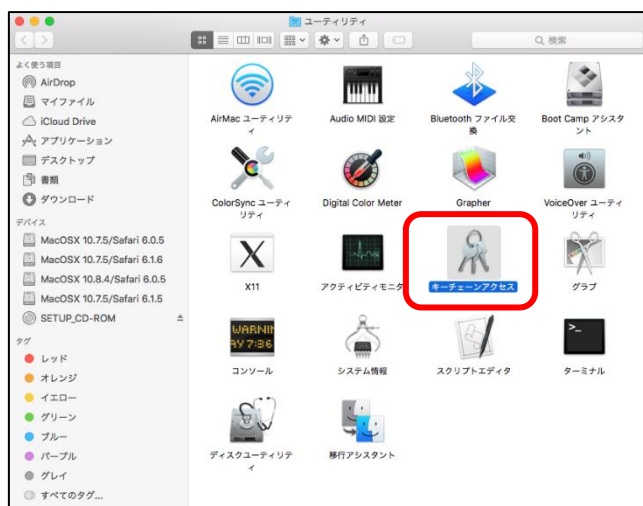 ユーティリティ
検索
よく使う項目
AirDrop
マイファイル
iCloud Drive
アプリケーション
デスクトップ
書類
ダウンロード
デバイス
MacOSX 10.7.5/Safari 6.0.5
MacOSX 10.7.5/Safari 6.1.6
MacOSX 10.8.4/Safari 6.0.5
MacOSX 10.7.5/Safari 6.1.5
SETUP_CD-ROM
タグ
レッド
オレンジ
イエロー
グリーン
ブルー
パープル
グレイ
すべてのタグ...
AirMac ユーティリテ
ィ
Audio MIDI 設定
Bluetooth ファイル交
換
Boot Camp アシスタ
ント
ColorSync ユーティ
リティ
Digital Color Meter
Grapher
VoiceOver ユーティ
リティ
X
X11
アクティビティモニタ
キーチェーンアクセス
グラブ
WARNIN
AY 7:36
コンソール
システム情報
スクリプトエディタ
>_
ターミナル
ディスクユーティリテ
ィ
移行アシスタント